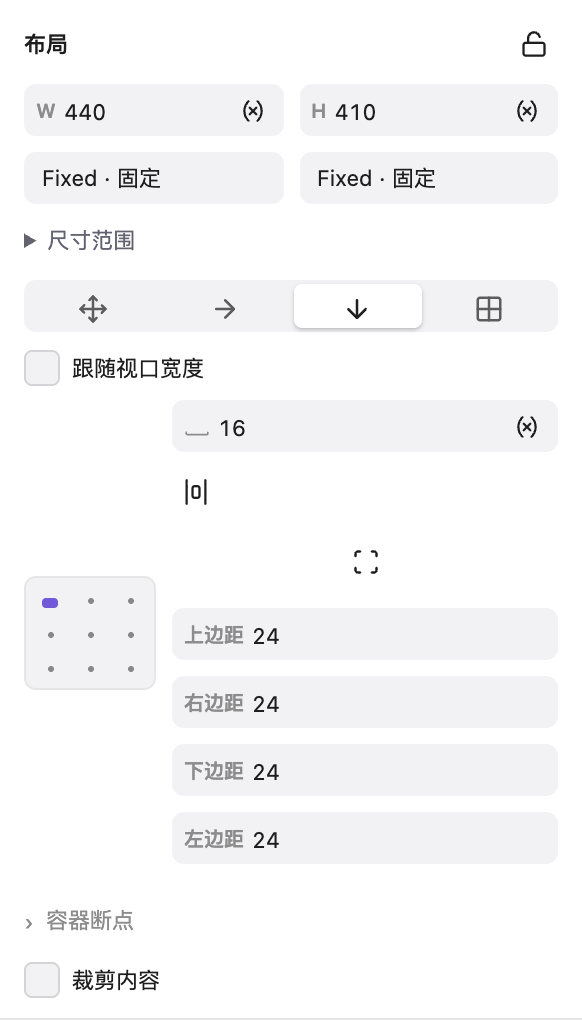 布局
W 440
H 410
Fixed · 固定
Fixed · 固定
尺寸范围
跟随视口宽度
16
上边距 24
右边距 24
下边距 24
左边距 24
容器断点
裁剪内容